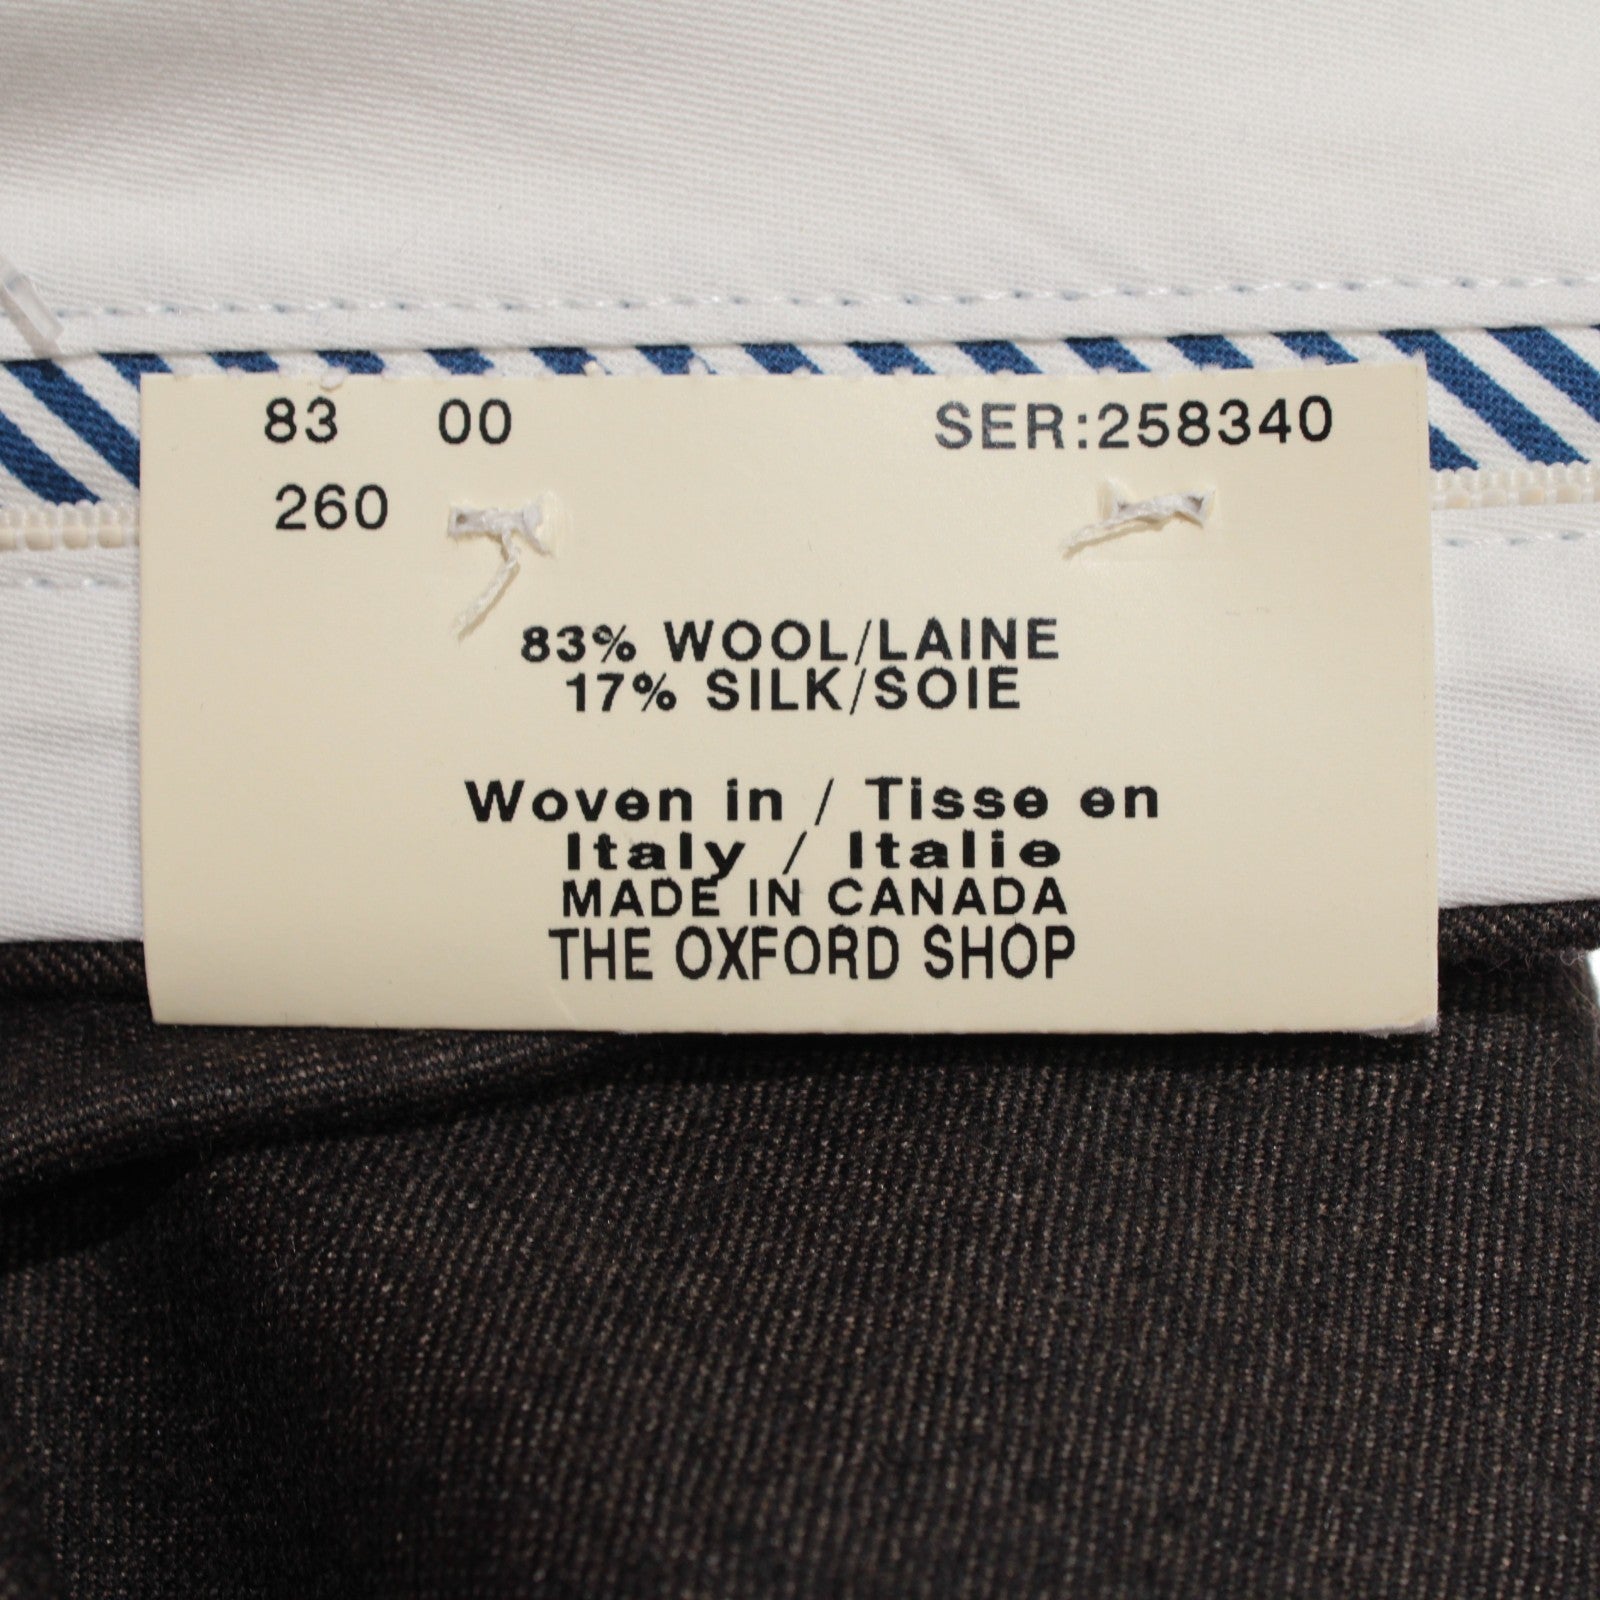 83 00 SER:258340
260
83% WOOL/LAINE
17% SILK/SOIE
Woven in / Tisse en
Italy / Italie
MADE IN CANADA
THE OXFORD SHOP